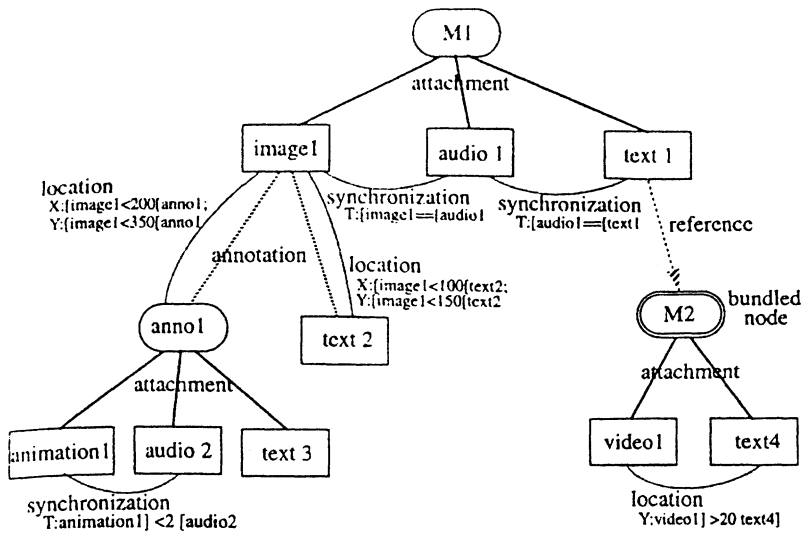 M1
attachment
image1
audio 1
text 1
location
X:[image1<200[anno1;
Y:[image1<350[anno1
synchronization
T:[image1==[audio1
synchronization
T:[audio1==[text1
reference
annotation
location
X:[image1<100[text2;
Y:[image1<150[text2
anno1
text 2
M2
bundled
node
attachment
attachment
animation1
audio 2
text 3
video1
text4
synchronization
T:animation1] <2 [audio2
location
Y:video1] >20 text4]